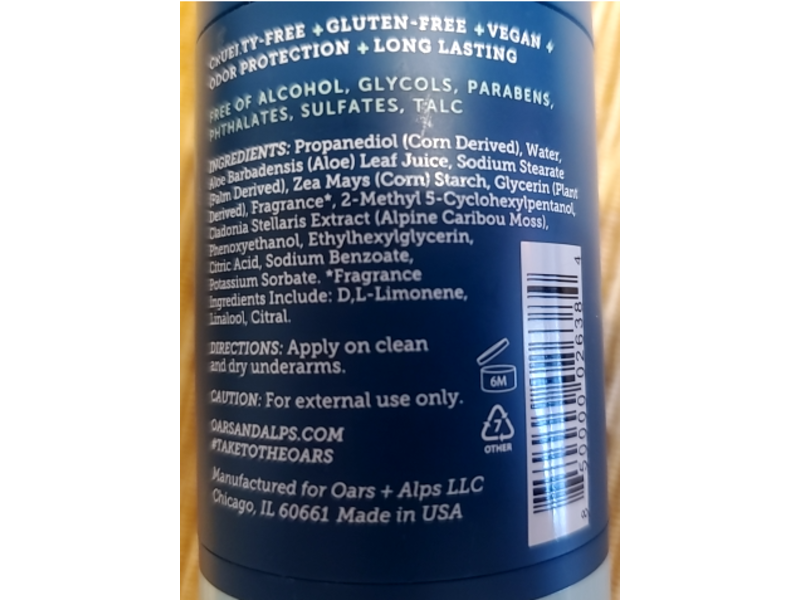 CRUELTY-FREE + GLUTEN-FREE + VEGAN +
ODOR PROTECTION + LONG LASTING
FREE OF ALCOHOL, GLYCOLS, PARABENS,
PHTHALATES, SULFATES, TALC
INGREDIENTS: Propanediol (Corn Derived), Water,
Aloe Barbadensis (Aloe) Leaf Juice, Sodium Stearate
(Palm Derived), Zea Mays (Corn) Starch, Glycerin (Plant
Derived), Fragrance*, 2-Methyl 5-Cyclohexylpentanol,
Cladonia Stellaris Extract (Alpine Caribou Moss),
Phenoxyethanol, Ethylhexylglycerin,
Citric Acid, Sodium Benzoate,
Potassium Sorbate. *Fragrance
Ingredients Include: D,L-Limonene,
Linalool, Citral.
DIRECTIONS: Apply on clean
and dry underarms.
CAUTION: For external use only.
6M
7
OTHER
OARSANDALPS.COM
#TAKETOTHEOARS
Manufactured for Oars + Alps LLC
Chicago, IL 60661 Made in USA
8 50000 02638 4